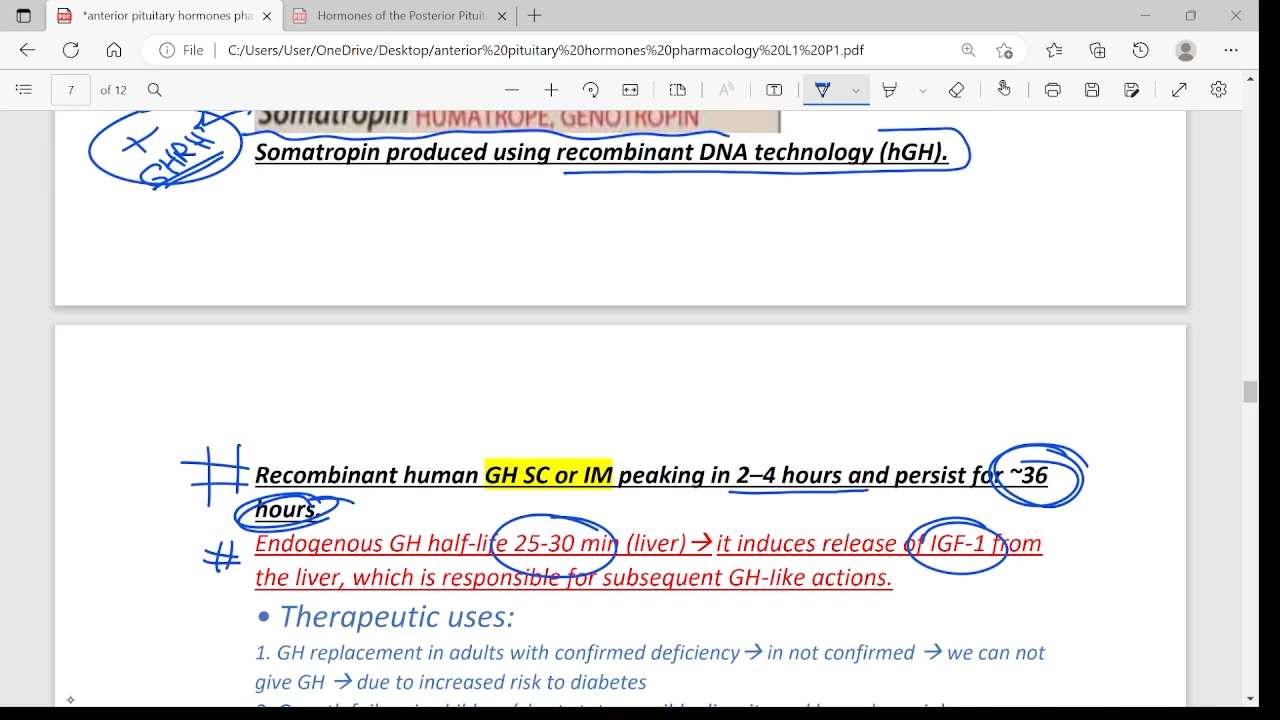 *anterior pituitary hormones pha
Hormones of the Posterior Pituit
File
C:/Users/User/OneDrive/Desktop/anterior%20pituitary%20hormones%20pharmacology%20L1%20P1.pdf
7 of 12
Somatropin HUMATROPE, GENOTROPIN
GHRH
Somatropin produced using recombinant DNA technology (hGH).
# Recombinant human GH SC or IM peaking in 2–4 hours and persist for ~36
hours.
# Endogenous GH half-life 25-30 min (liver)→ it induces release of IGF-1 from
the liver, which is responsible for subsequent GH-like actions.
• Therapeutic uses:
1. GH replacement in adults with confirmed deficiency→ in not confirmed → we can not
give GH → due to increased risk to diabetes